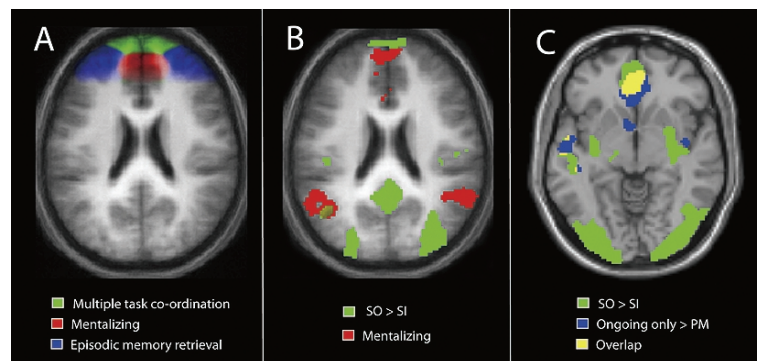 A
B
C
Multiple task co-ordination
Mentalizing
Episodic memory retrieval
SO > SI
Mentalizing
SO > SI
Ongoing only > PM
Overlap